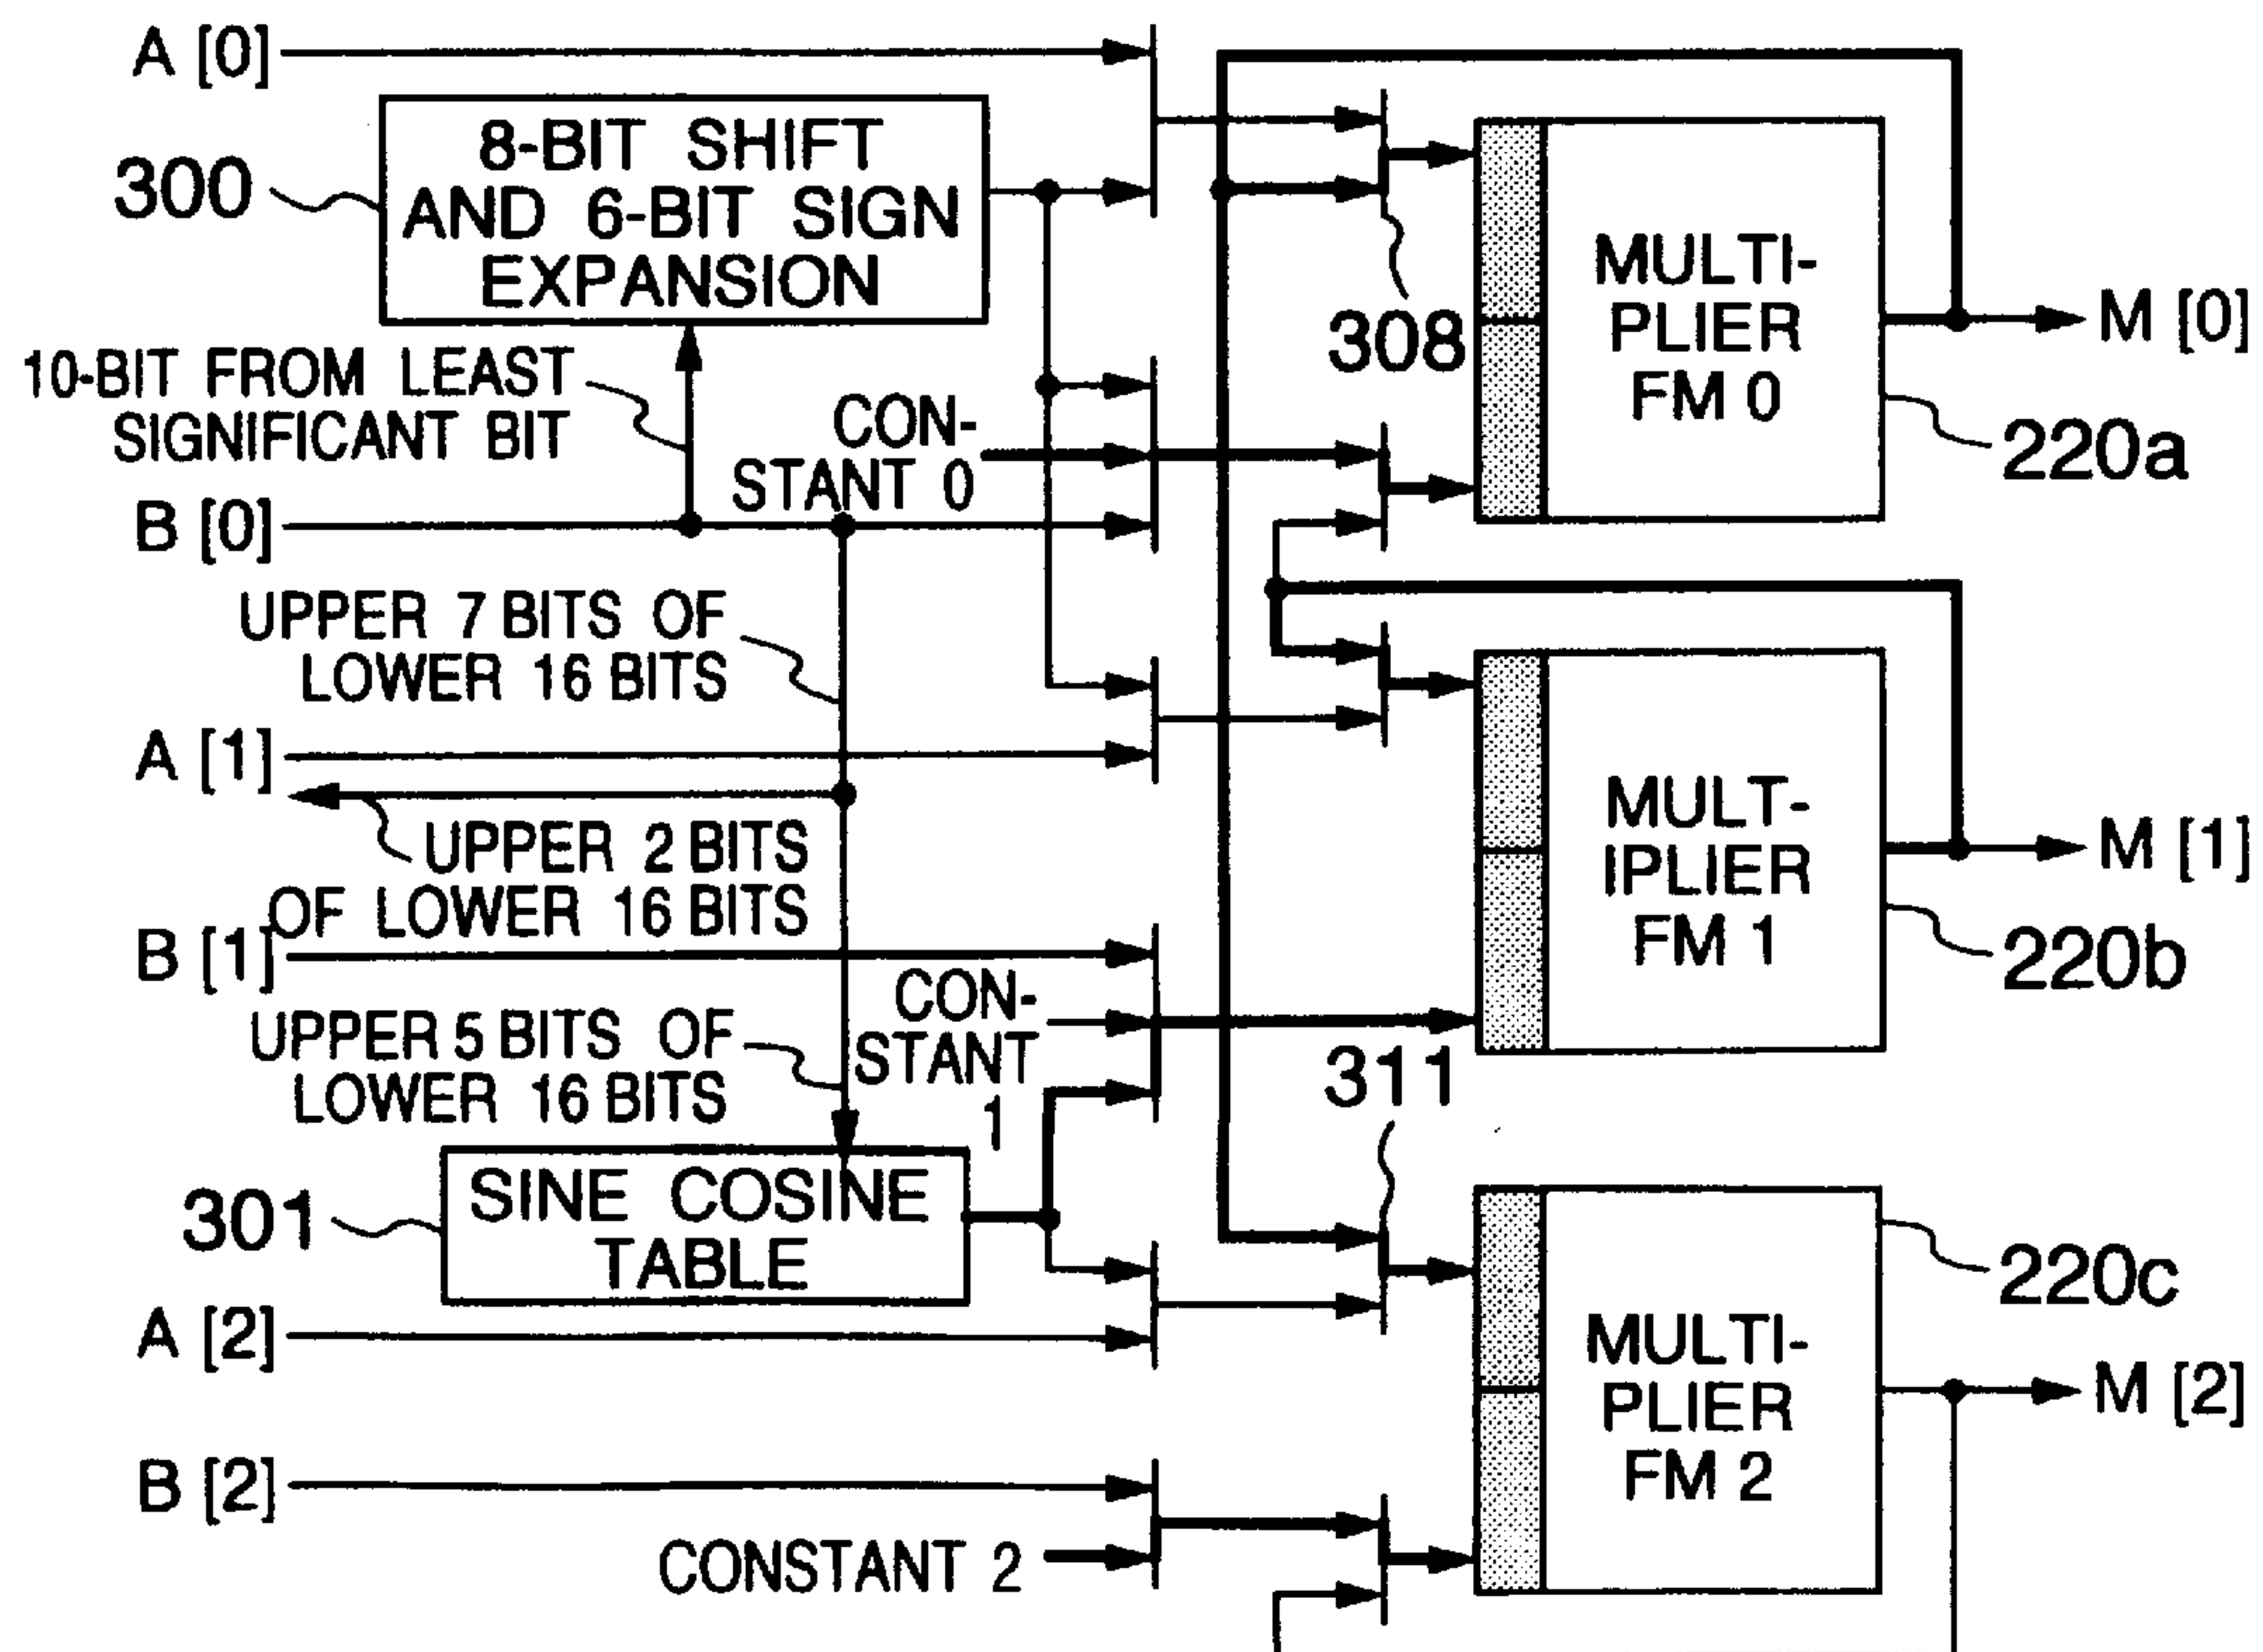 A [0]
8-BIT SHIFT
AND 6-BIT SIGN
EXPANSION
300
308
MULTI-
PLIER
FM 0
M [0]
220a
10-BIT FROM LEAST
SIGNIFICANT BIT
CON-
STANT 0
B [0]
UPPER 7 BITS OF
LOWER 16 BITS
A [1]
UPPER 2 BITS
OF LOWER 16 BITS
MULT-
IPLIER
FM 1
M [1]
220b
B [1]
CON-
STANT
1
UPPER 5 BITS OF
LOWER 16 BITS
311
301
SINE COSINE
TABLE
220c
A [2]
MULTI-
PLIER
FM 2
M [2]
B [2]
CONSTANT 2